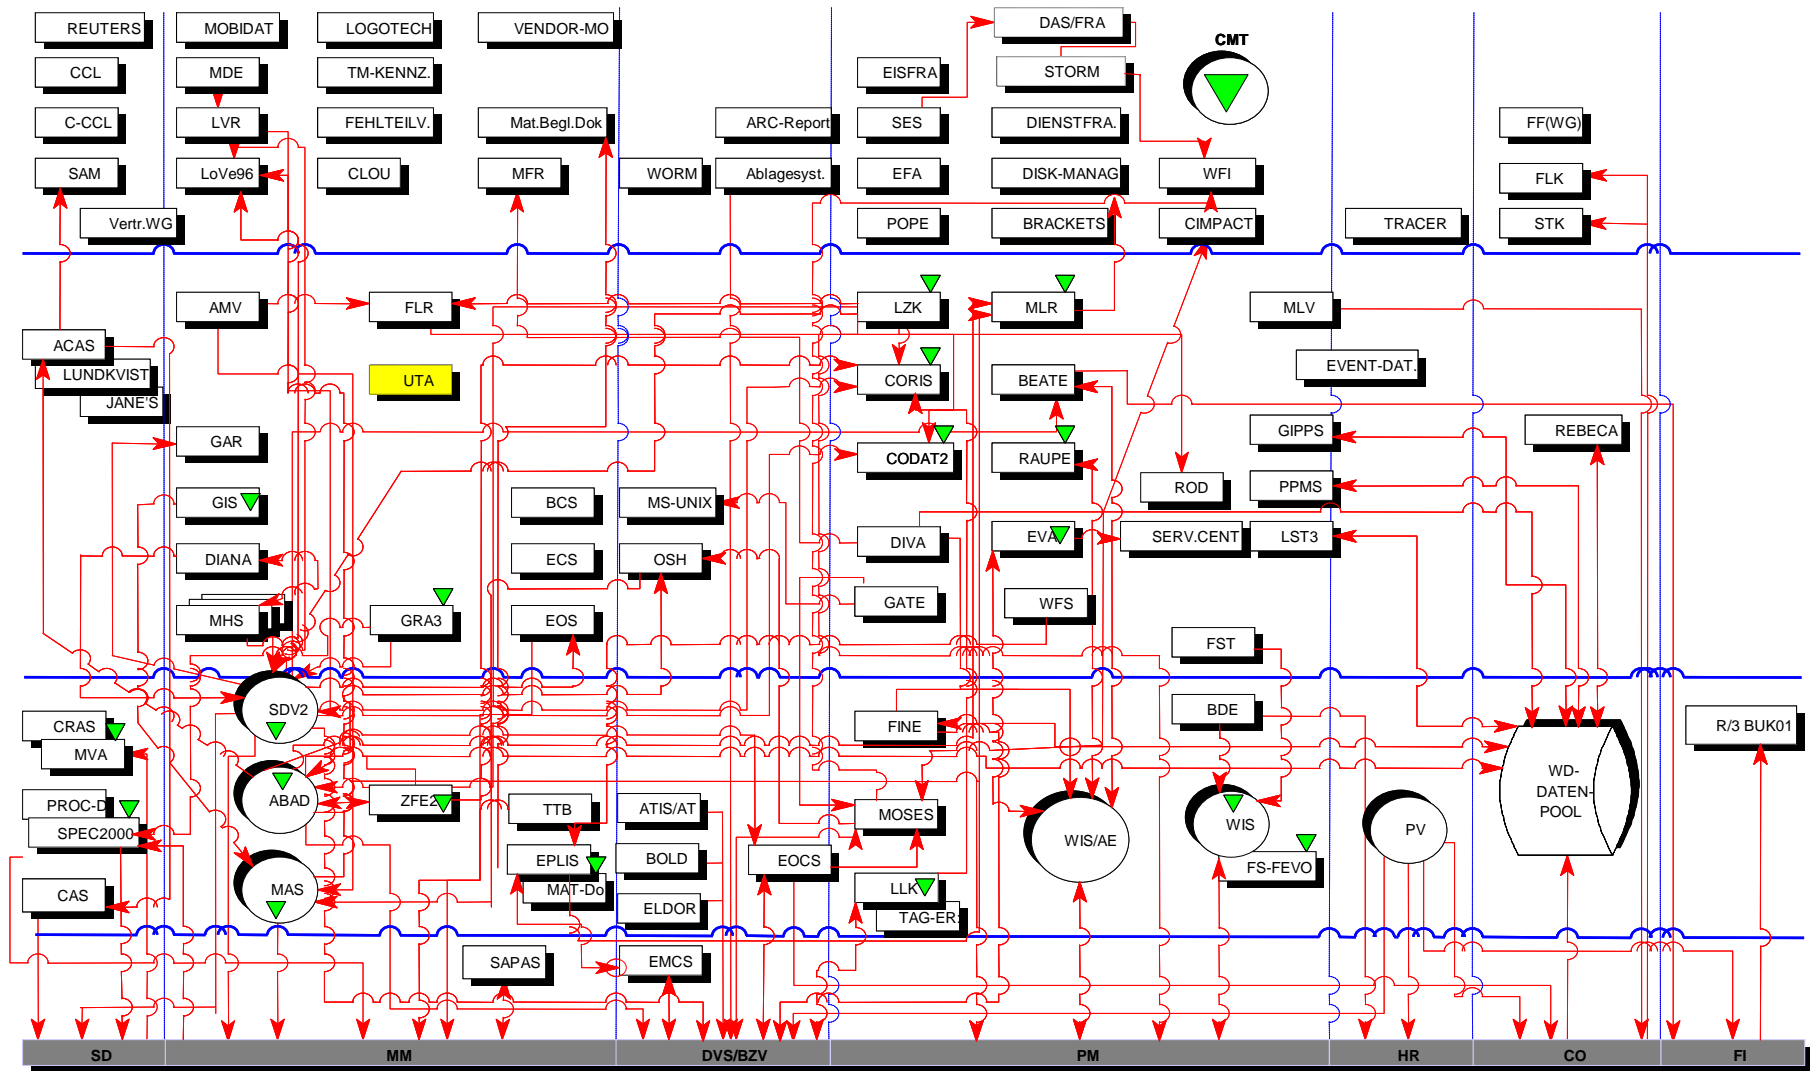 REUTERS MOBIDAT LOGOTECH VENDOR-MO DAS/FRA
CMT
CCL MDE TM-KENNZ. EISFRA STORM
C-CCL LVR FEHLTEILV. Mat.Begl.Dok ARC-Report SES DIENSTFRA. FF(WG)
SAM LoVe96 CLOU MFR WORM Ablagesyst. EFA DISK-MANAG WFI FLK
Vertr.WG POPE BRACKETS CIMPACT TRACER STK
AMV FLR LZK MLR MLV
ACAS
LUNDKVIST UTA CORIS BEATE EVENT-DAT.
JANE'S
GAR CODAT2 RAUPE GIPPS REBECA
GIS BCS MS-UNIX ROD PPMS
DIANA ECS OSH DIVA EVA SERV.CENT LST3
MHS GRA3 EOS GATE WFS
FST
SDV2 BDE
CRAS FINE R/3 BUK01
MVA
WD-
DATEN-
POOL
PROC-D ABAD ZFE2 TTB ATIS/AT MOSES
SPEC2000 WIS/AE WIS PV
EPLIS BOLD EOCS FS-FEVO
CAS MAS MAT-Do LLK
ELDOR TAG-ER:
SAPAS EMCS
SD MM DVS/BZV PM HR CO FI